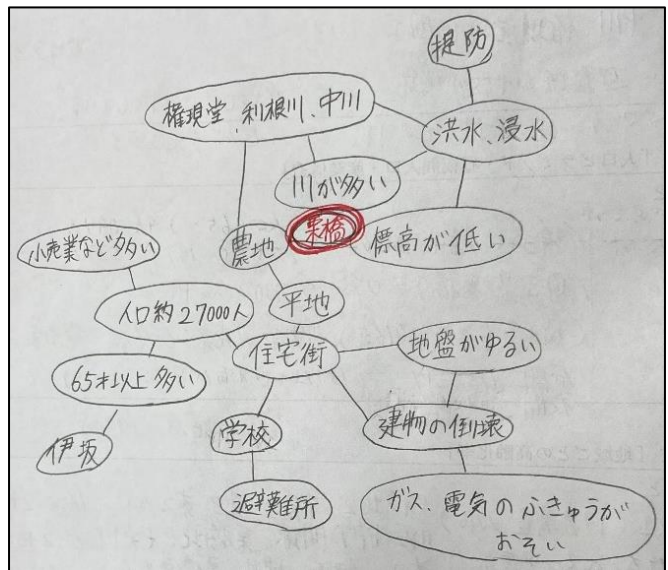 提防
権現堂、利根川、中川
洪水、浸水
川が多い
栗橋
標高が低い
小売業など多い
農地
人口約27000人
平地
住宅街
地盤がゆるい
65才以上多い
伊坂
学校
建物の倒壊
避難所
ガス、電気のふきゅうが
おそい